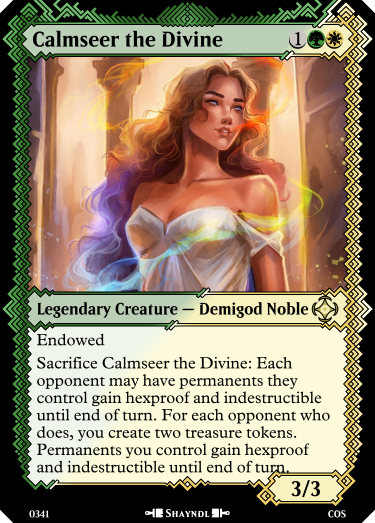 Calmseer the Divine 1
Legendary Creature — Demigod Noble
Endowed
Sacrifice Calmseer the Divine: Each
opponent may have permanents they
control gain hexproof and indestructible
until end of turn. For each opponent who
does, you create two treasure tokens.
Permanents you control gain hexproof
and indestructible until end of turn.
3/3
0341 Shayndl COS